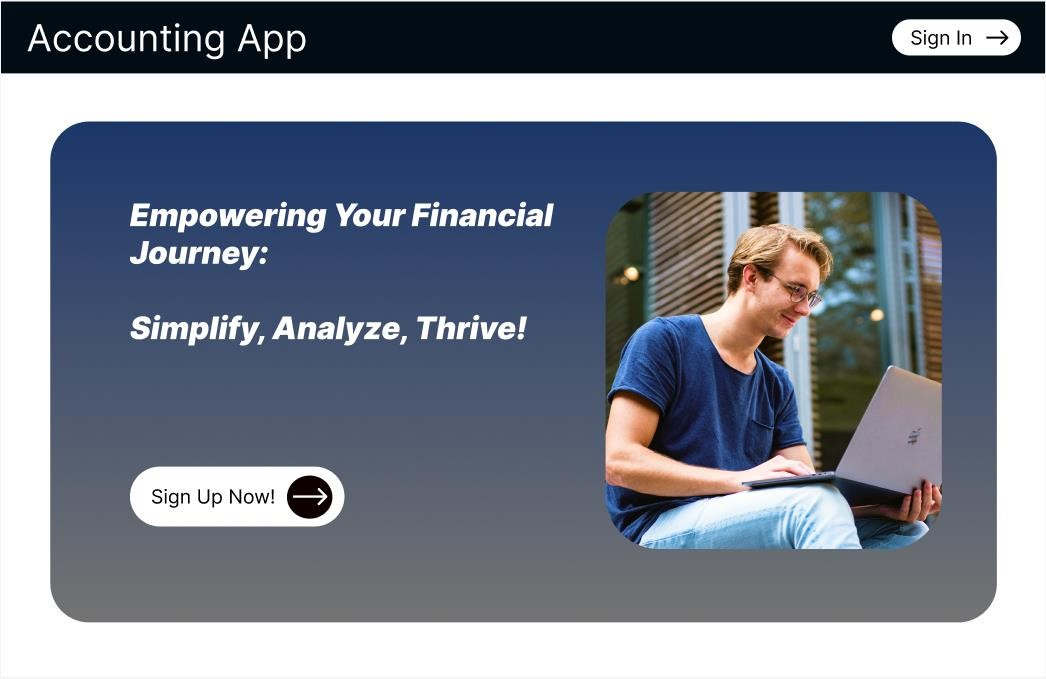 Accounting App
Sign In
Empowering Your Financial
Journey:
Simplify, Analyze, Thrive!
Sign Up Now!